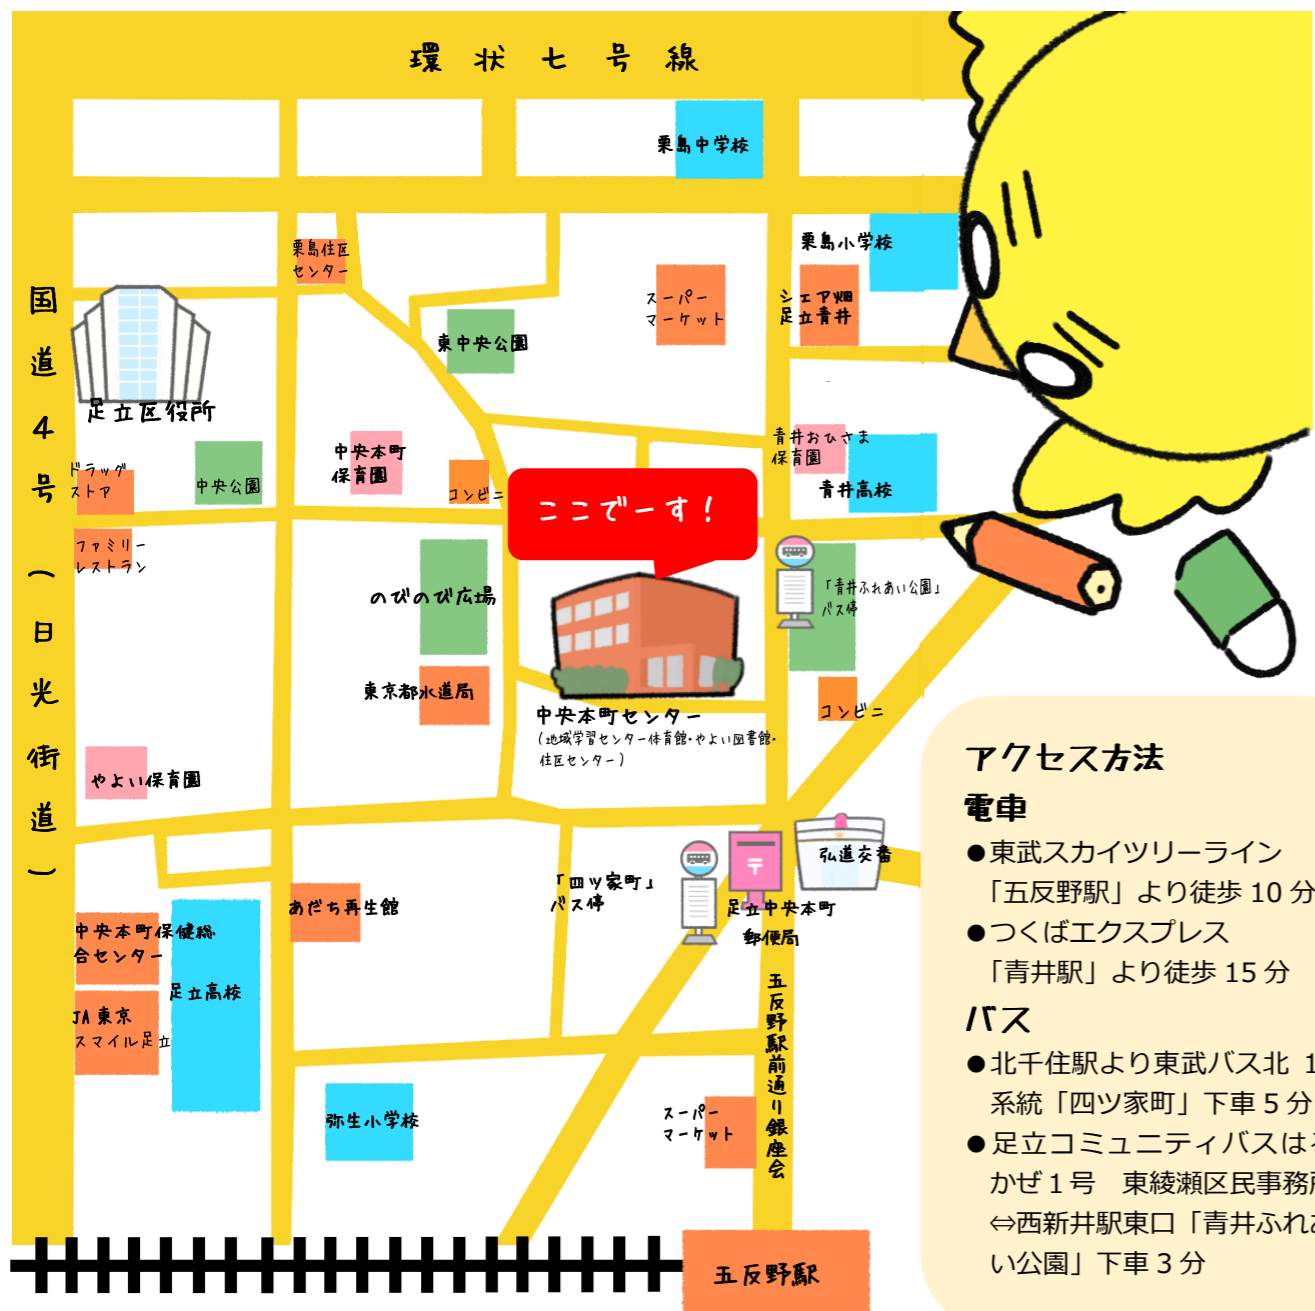 環状七号線
栗島中学校
栗島小学校
栗島住区
センター
国道4号(日光街道)
スーパー
マーケット
シェア畑
足立青井
東中央公園
足立区役所
青井おひさま
保育園
中央本町
保育園
ドラッグ
ストア
中央公園
コンビニ
青井高校
ここでーす！
ファミリー
レストラン
のびのび広場
「青井ふれあい公園」
バス停
東京都水道局
コンビニ
中央本町センター
（地域学習センター体育館・やよい図書館・
住区センター）
やよい保育園
弘道交番
「四ツ家町」
バス停
〒
足立中央本町
郵便局
あだち再生館
中央本町保健総
合センター
足立高校
JA東京
スマイル足立
五反野駅前通り銀座会
弥生小学校
スーパー
マーケット
五反野駅
アクセス方法
電車
●東武スカイツリーライン
「五反野駅」より徒歩 10 分
●つくばエクスプレス
「青井駅」より徒歩 15 分
バス
●北千住駅より東武バス北 1
系統「四ツ家町」下車 5 分
●足立コミュニティバスは
かぜ１号　東綾瀬区民事務
⇔西新井駅東口「青井ふれ
い公園」下車 3 分